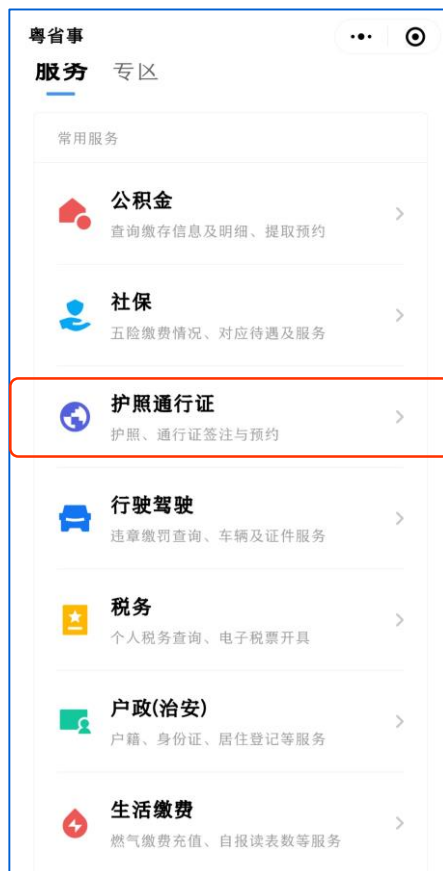 粤省事
服务 专区
常用服务
公积金
查询缴存信息及明细、提取预约
社保
五险缴费情况、对应待遇及服务
护照通行证
护照、通行证签注与预约
行驶驾驶
违章缴罚查询、车辆及证件服务
税务
个人税务查询、电子税票开具
户政(治安)
户籍、身份证、居住登记等服务
生活缴费
燃气缴费充值、自报读表数等服务